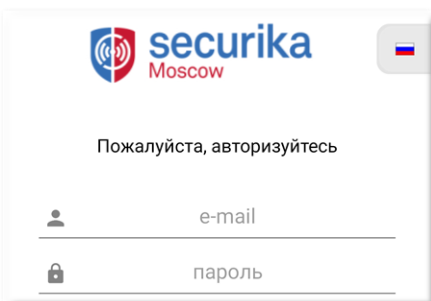 securika
Moscow
Пожалуйста, авторизуйтесь
e-mail
пароль